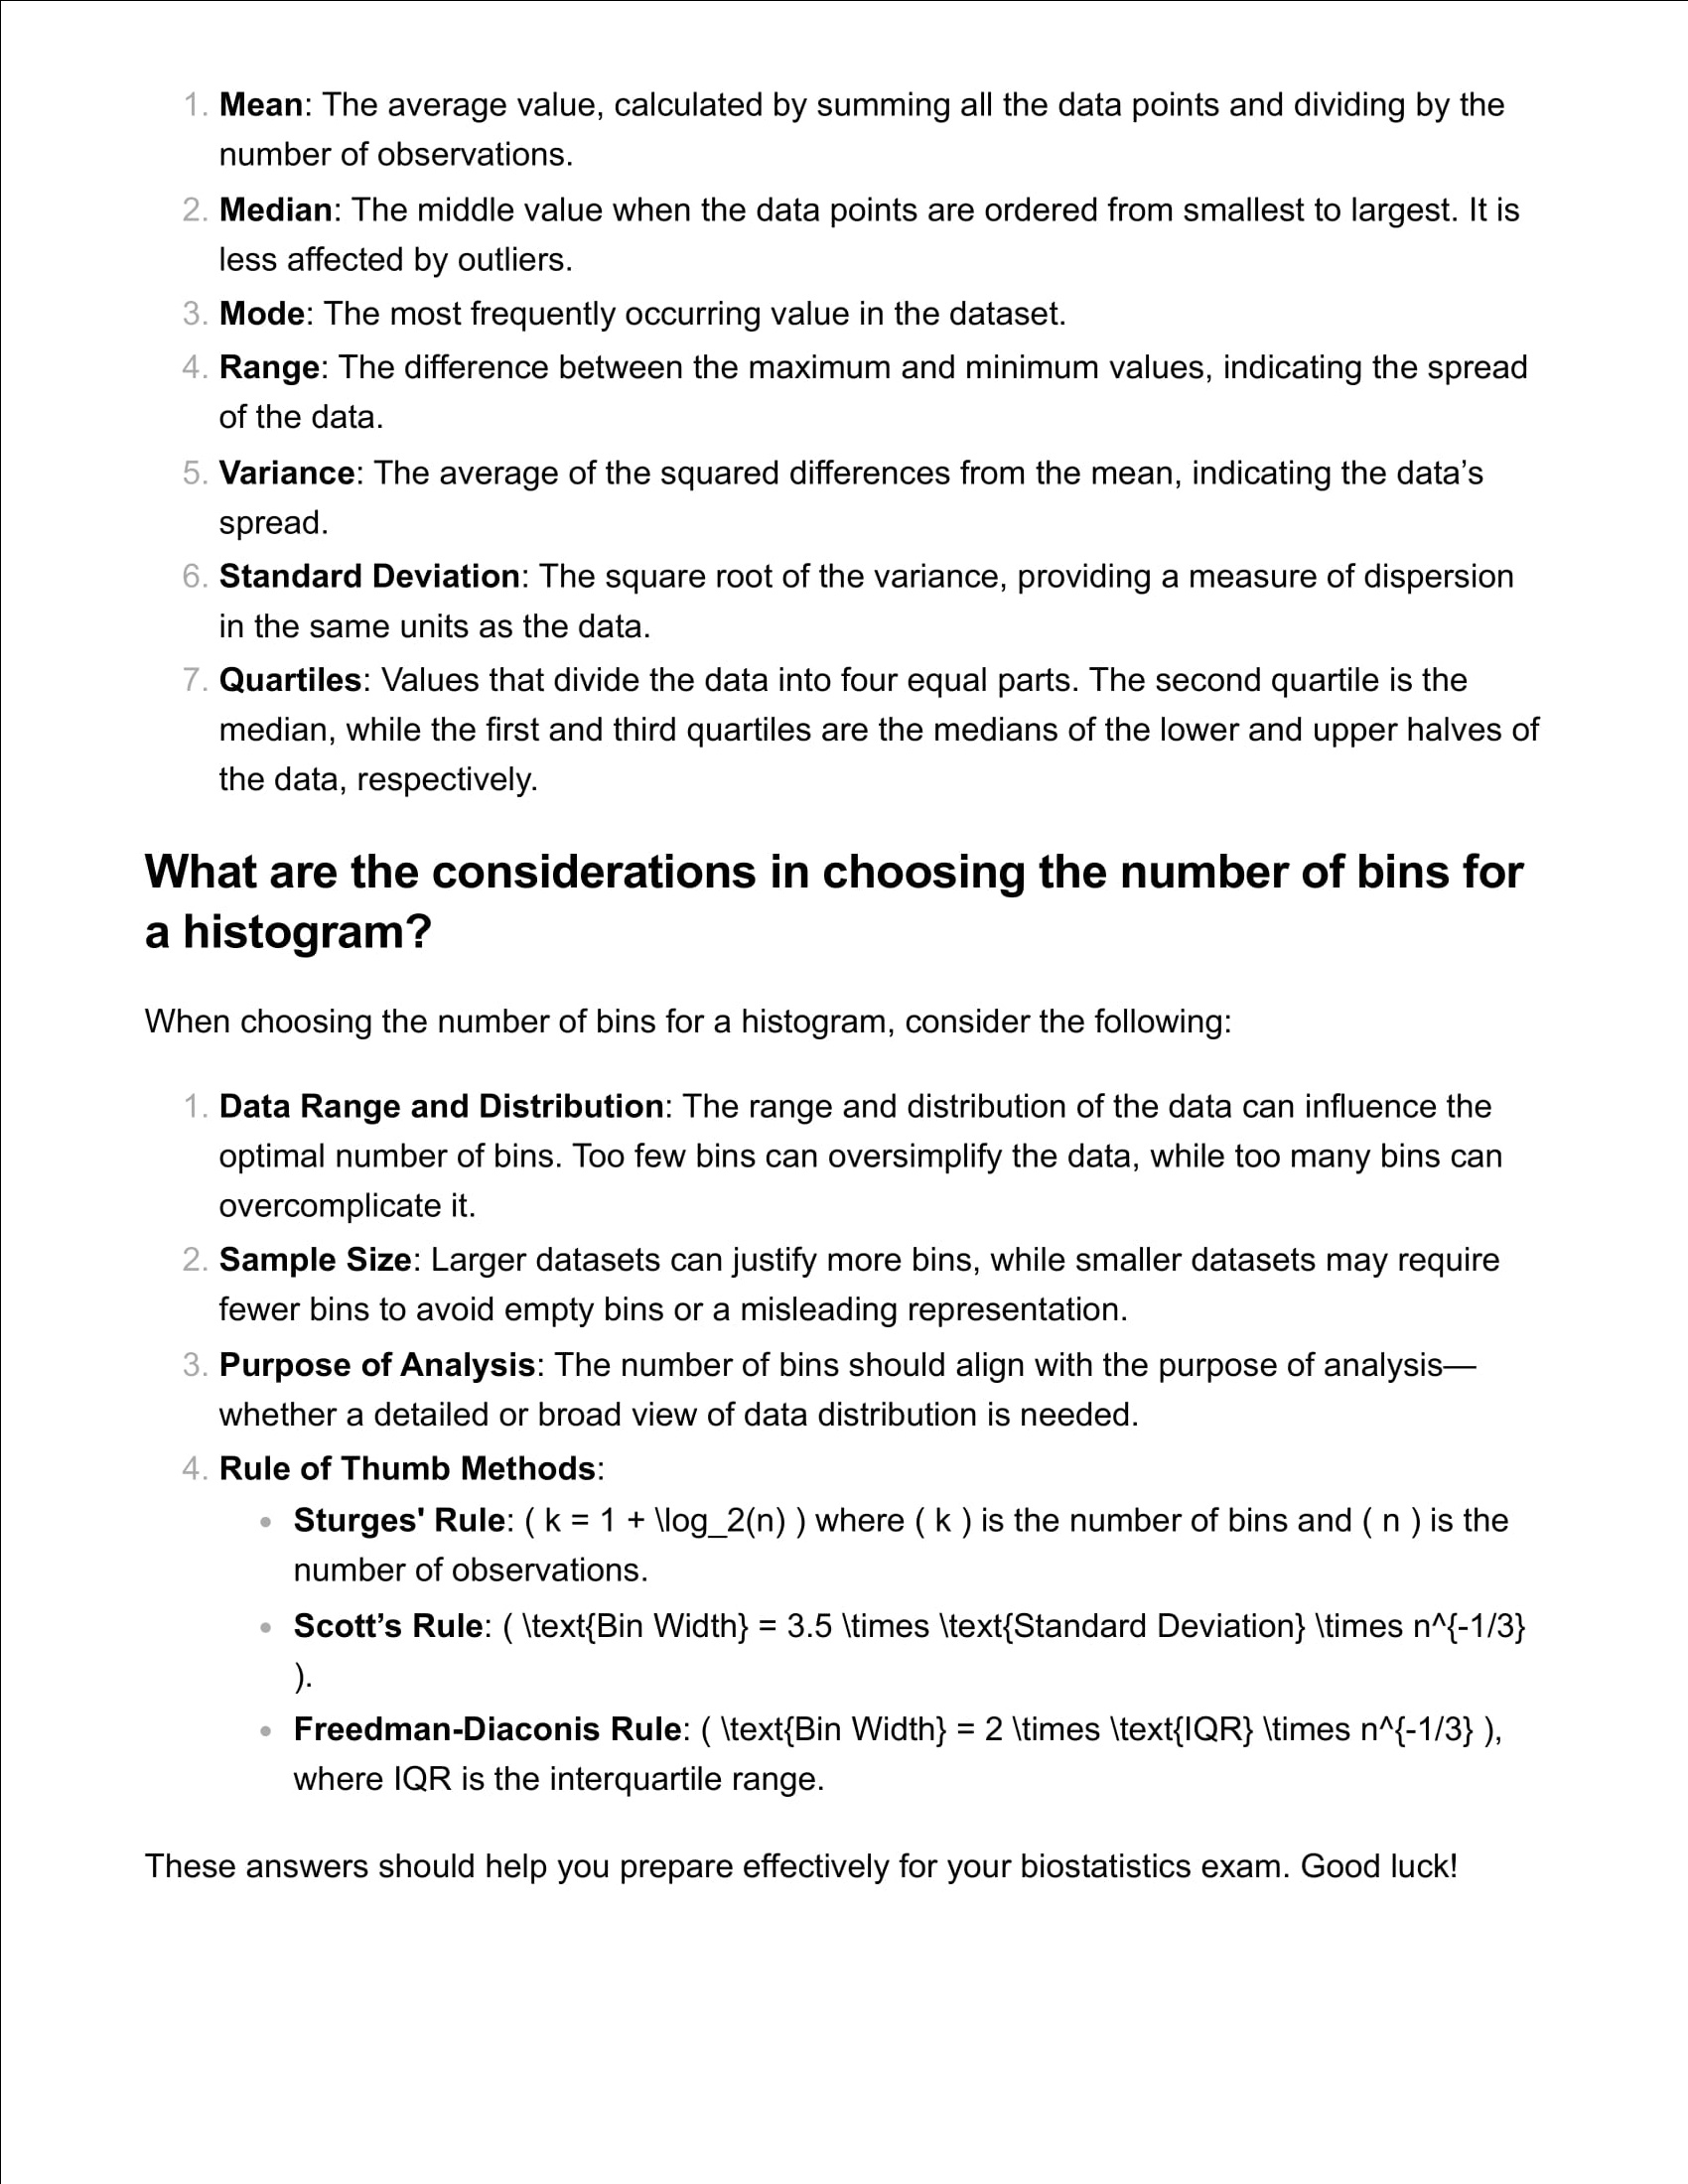 1. Mean: The average value, calculated by summing all the data points and dividing by the
number of observations.
2. Median: The middle value when the data points are ordered from smallest to largest. It is
less affected by outliers.
3. Mode: The most frequently occurring value in the dataset.
4. Range: The difference between the maximum and minimum values, indicating the spread
of the data.
5. Variance: The average of the squared differences from the mean, indicating the data’s
spread.
6. Standard Deviation: The square root of the variance, providing a measure of dispersion
in the same units as the data.
7. Quartiles: Values that divide the data into four equal parts. The second quartile is the
median, while the first and third quartiles are the medians of the lower and upper halves of
the data, respectively.
What are the considerations in choosing the number of bins for
a histogram?
When choosing the number of bins for a histogram, consider the following:
1. Data Range and Distribution: The range and distribution of the data can influence the
optimal number of bins. Too few bins can oversimplify the data, while too many bins can
overcomplicate it.
2. Sample Size: Larger datasets can justify more bins, while smaller datasets may require
fewer bins to avoid empty bins or a misleading representation.
3. Purpose of Analysis: The number of bins should align with the purpose of analysis—
whether a detailed or broad view of data distribution is needed.
4. Rule of Thumb Methods:
• Sturges' Rule: ( k = 1 + \log_2(n) ) where ( k ) is the number of bins and ( n ) is the
number of observations.
• Scott’s Rule: ( \text{Bin Width} = 3.5 \times \text{Standard Deviation} \times n^{-1/3}
).
• Freedman-Diaconis Rule: ( \text{Bin Width} = 2 \times \text{IQR} \times n^{-1/3} ),
where IQR is the interquartile range.
These answers should help you prepare effectively for your biostatistics exam. Good luck!